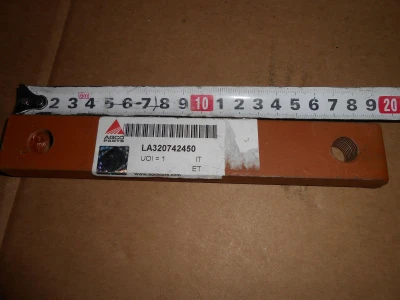 2 3 4 5 6 7 8 9 10 1 2 3 4 5 6 7 8 9 20
AGCO
PARTS
LA320742450
UOI = 1 IT
ET